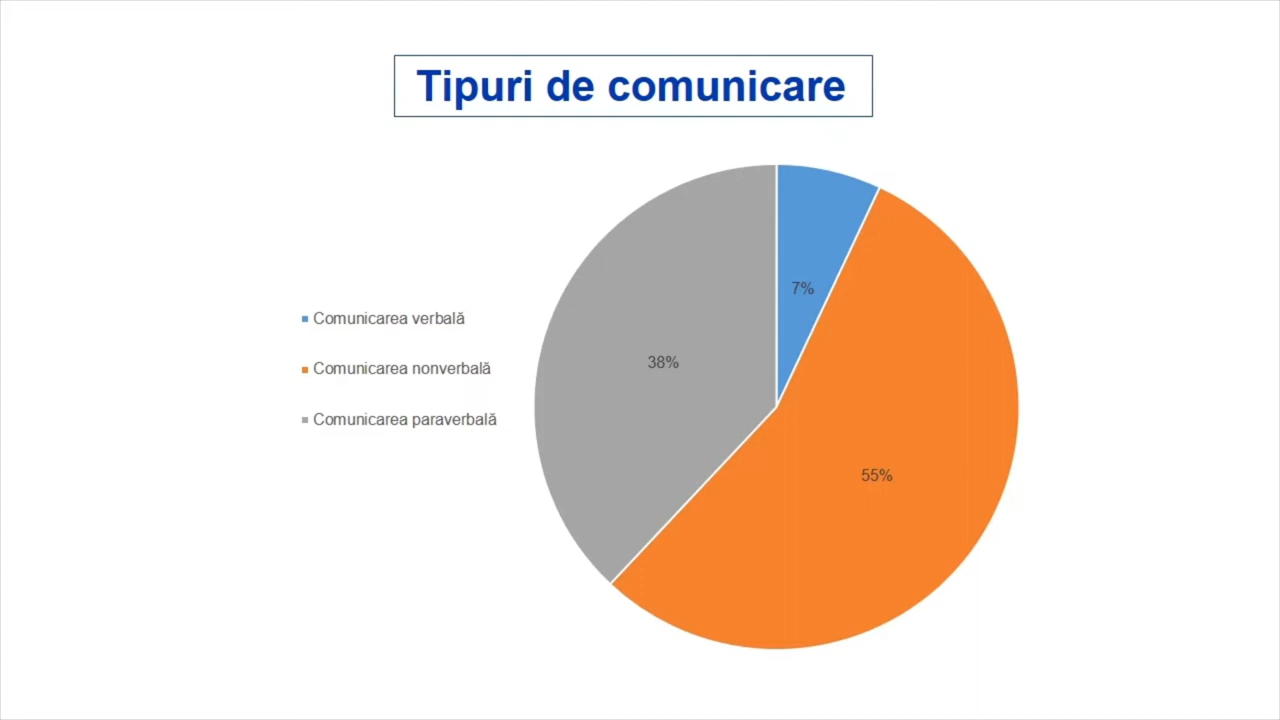 Tipuri de comunicare
7%
Comunicarea verbală
38%
Comunicarea nonverbală
Comunicarea paraverbală
55%